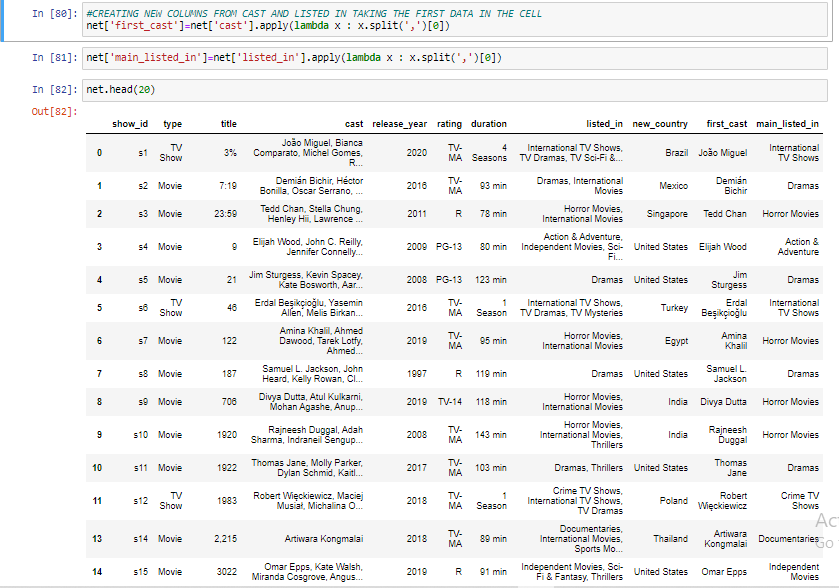 In [80]: #CREATING NEW COLUMNS FROM CAST AND LISTED IN TAKING THE FIRST DATA IN THE CELL
net['first_cast']=net['cast'].apply(lambda x : x.split(',')[0])
In [81]: net['main_listed_in']=net['listed_in'].apply(lambda x : x.split(',')[0])
In [82]: net.head(20)
Out[82]:
show_id type title cast release_year rating duration listed_in new_country first_cast main_listed_in
0 s1 TV Show 3% João Miguel, Bianca Comparato, Michel Gomes, R... 2020 TV-MA 4 Seasons International TV Shows, TV Dramas, TV Sci-Fi &... Brazil João Miguel International TV Shows
1 s2 Movie 7:19 Demián Bichir, Héctor Bonilla, Oscar Serrano, ... 2016 TV-MA 93 min Dramas, International Movies Mexico Demián Bichir Dramas
2 s3 Movie 23:59 Tedd Chan, Stella Chung, Henley Hii, Lawrence ... 2011 R 78 min Horror Movies, International Movies Singapore Tedd Chan Horror Movies
3 s4 Movie 9 Elijah Wood, John C. Reilly, Jennifer Connelly... 2009 PG-13 80 min Action & Adventure, Independent Movies, Sci-Fi... United States Elijah Wood Action & Adventure
4 s5 Movie 21 Jim Sturgess, Kevin Spacey, Kate Bosworth, Aar... 2008 PG-13 123 min Dramas United States Jim Sturgess Dramas
5 s6 TV Show 46 Erdal Beşikçioğlu, Yasemin Allen, Melis Birkan... 2016 TV-MA 1 Season International TV Shows, TV Dramas, TV Mysteries Turkey Erdal Beşikçioğlu International TV Shows
6 s7 Movie 122 Amina Khalil, Ahmed Dawood, Tarek Lotfy, Ahmed... 2019 TV-MA 95 min Horror Movies, International Movies Egypt Amina Khalil Horror Movies
7 s8 Movie 187 Samuel L. Jackson, John Heard, Kelly Rowan, Cl... 1997 R 119 min Dramas United States Samuel L. Jackson Dramas
8 s9 Movie 706 Divya Dutta, Atul Kulkarni, Mohan Agashe, Anup... 2019 TV-14 118 min Horror Movies, International Movies India Divya Dutta Horror Movies
9 s10 Movie 1920 Rajneesh Duggal, Adah Sharma, Indraneil Sengup... 2008 TV-MA 143 min Horror Movies, International Movies, Thrillers India Rajneesh Duggal Horror Movies
10 s11 Movie 1922 Thomas Jane, Molly Parker, Dylan Schmid, Kaitl... 2017 TV-MA 103 min Dramas, Thrillers United States Thomas Jane Dramas
11 s12 TV Show 1983 Robert Więckiewicz, Maciej Musiał, Michalina O... 2018 TV-MA 1 Season Crime TV Shows, International TV Shows, TV Dramas Poland Robert Więckiewicz Crime TV Shows
13 s14 Movie 2,215 Artiwara Kongmalai 2018 TV-MA 89 min Documentaries, International Movies, Sports Mo... Thailand Artiwara Kongmalai Documentaries
14 s15 Movie 3022 Omar Epps, Kate Walsh, Miranda Cosgrove, Angus... 2019 R 91 min Independent Movies, Sci-Fi & Fantasy, Thrillers United States Omar Epps Independent Movies
Ac
Go